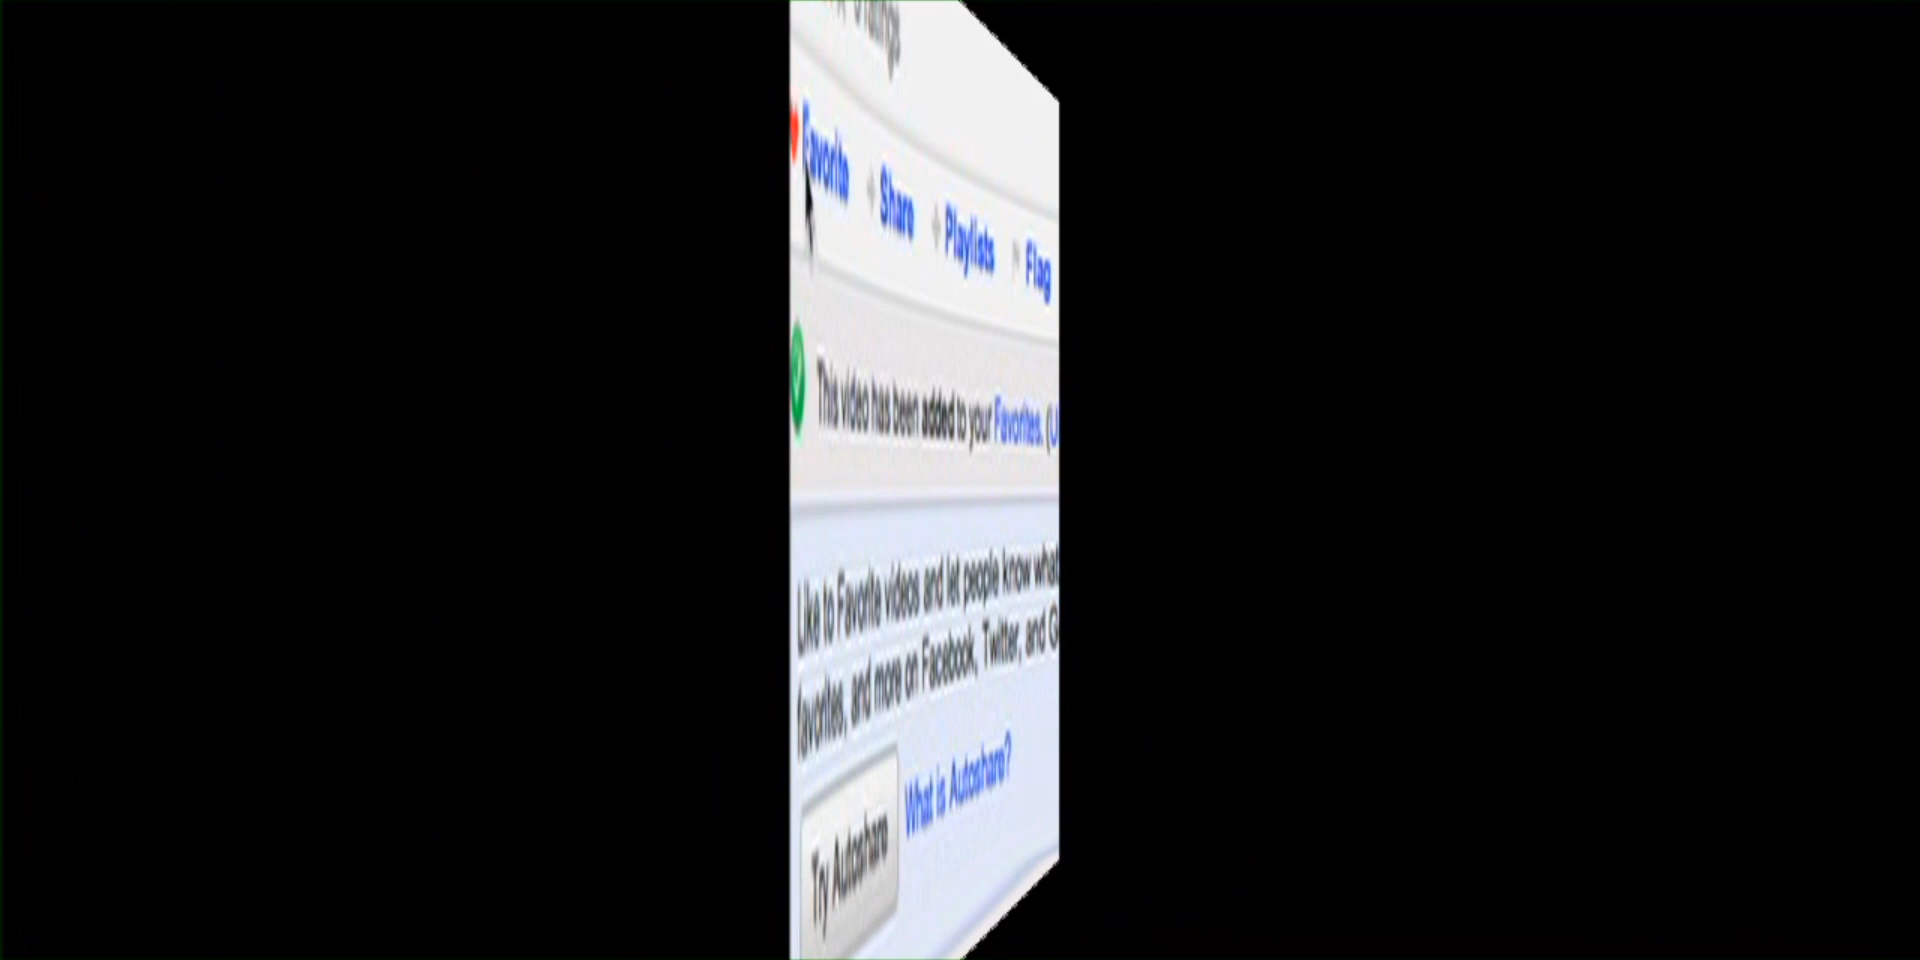 Favorite Share Playlists Flag
This video has been added to your Favorites. (U
Like to Favorite videos and let people know what
favorites, and more on Facebook, Twitter, and G
Try Autoshare What is Autoshare?